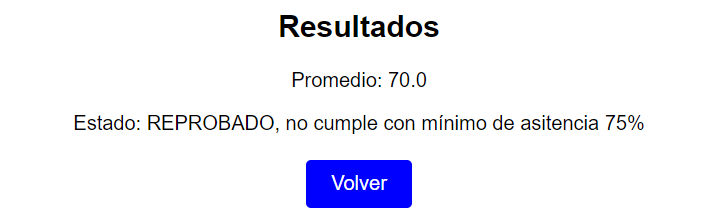 Resultados
Promedio: 70.0
Estado: REPROBADO, no cumple con mínimo de asitencia 75%
Volver